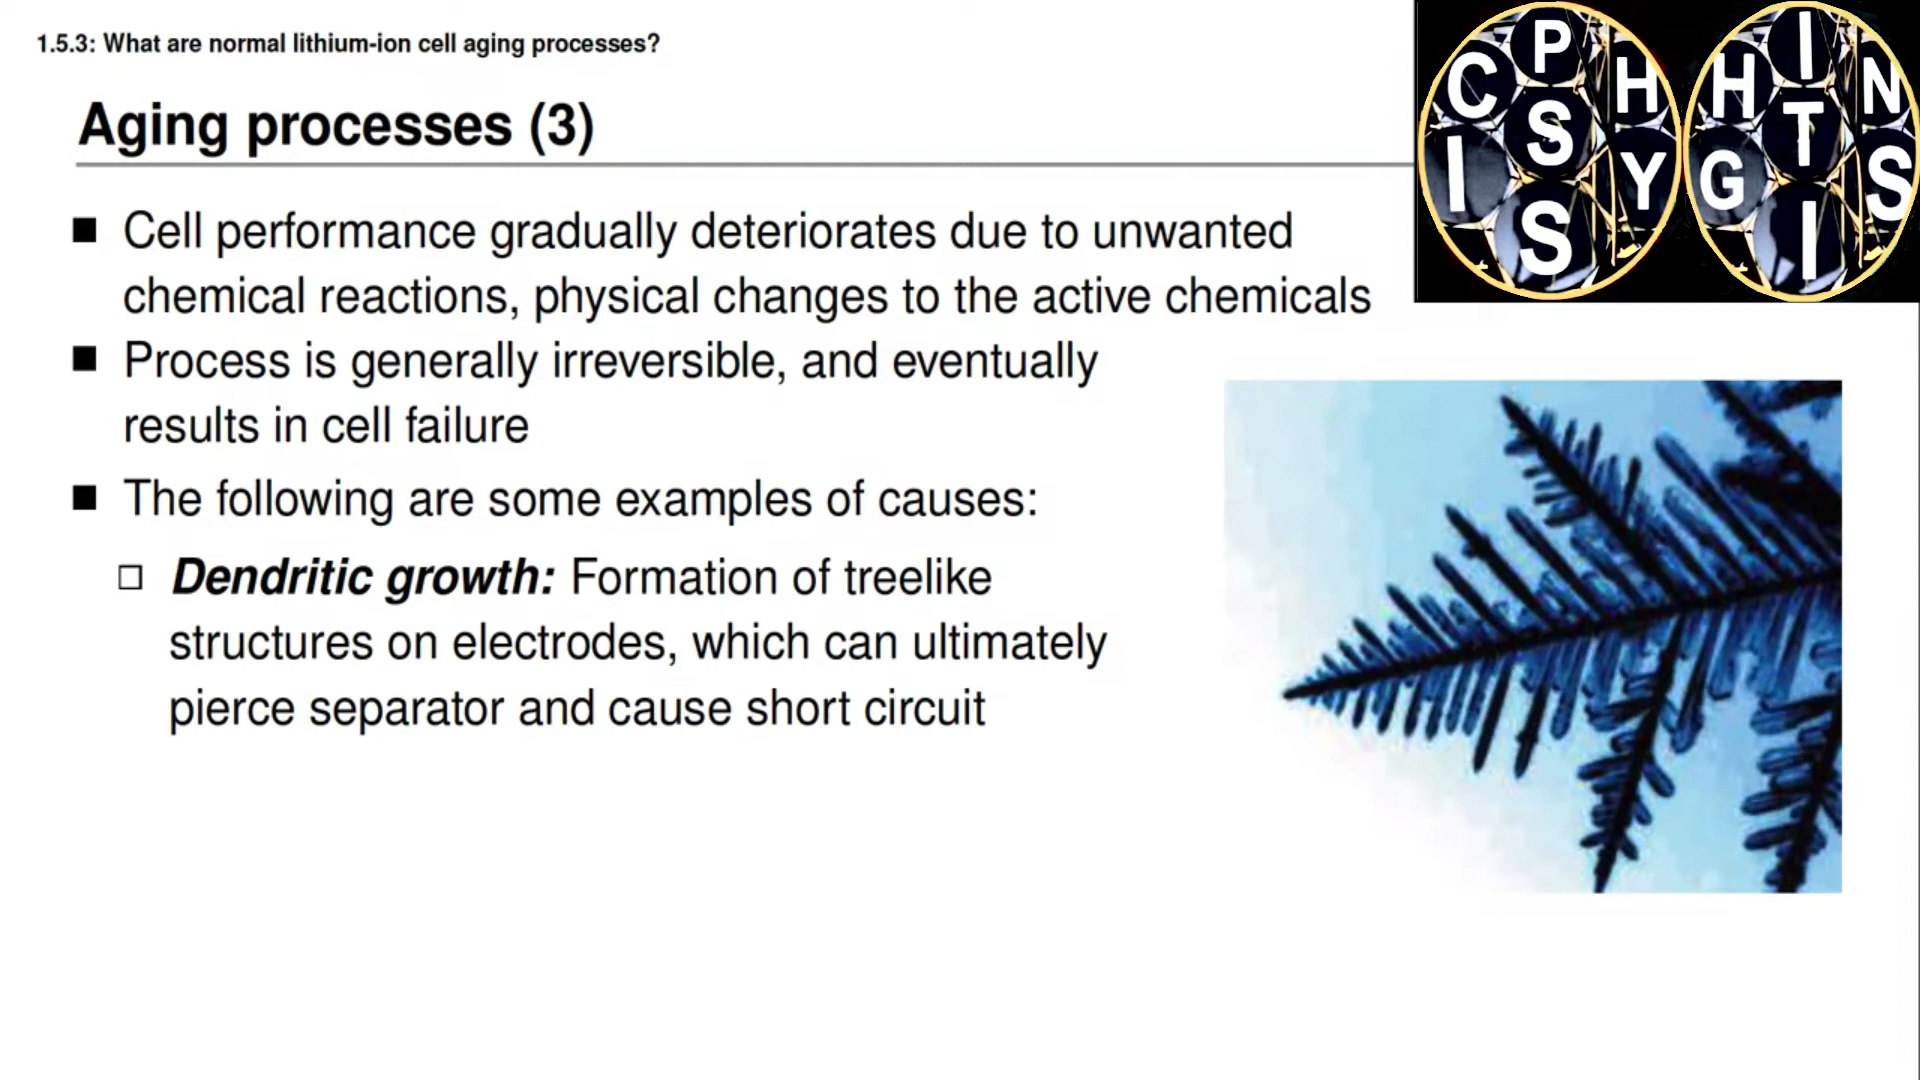 1.5.3: What are normal lithium-ion cell aging processes?
Aging processes (3)
Cell performance gradually deteriorates due to unwanted
chemical reactions, physical changes to the active chemicals
Process is generally irreversible, and eventually
results in cell failure
The following are some examples of causes:
Dendritic growth: Formation of treelike
structures on electrodes, which can ultimately
pierce separator and cause short circuit
P
C H
S
I Y
S
I
H N
T
G S
I